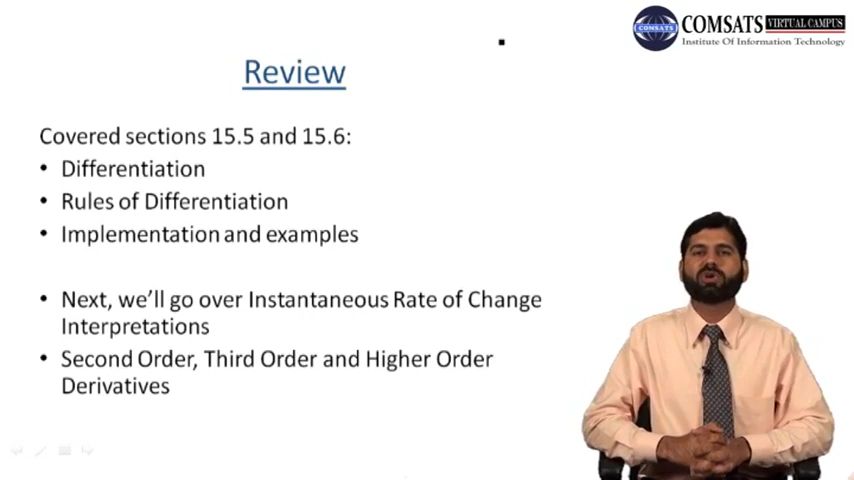 COMSATS VIRTUAL CAMPUS
COMSATS
Institute Of Information Technology
Review
Covered sections 15.5 and 15.6:
• Differentiation
• Rules of Differentiation
• Implementation and examples
• Next, we'll go over Instantaneous Rate of Change
Interpretations
• Second Order, Third Order and Higher Order
Derivatives